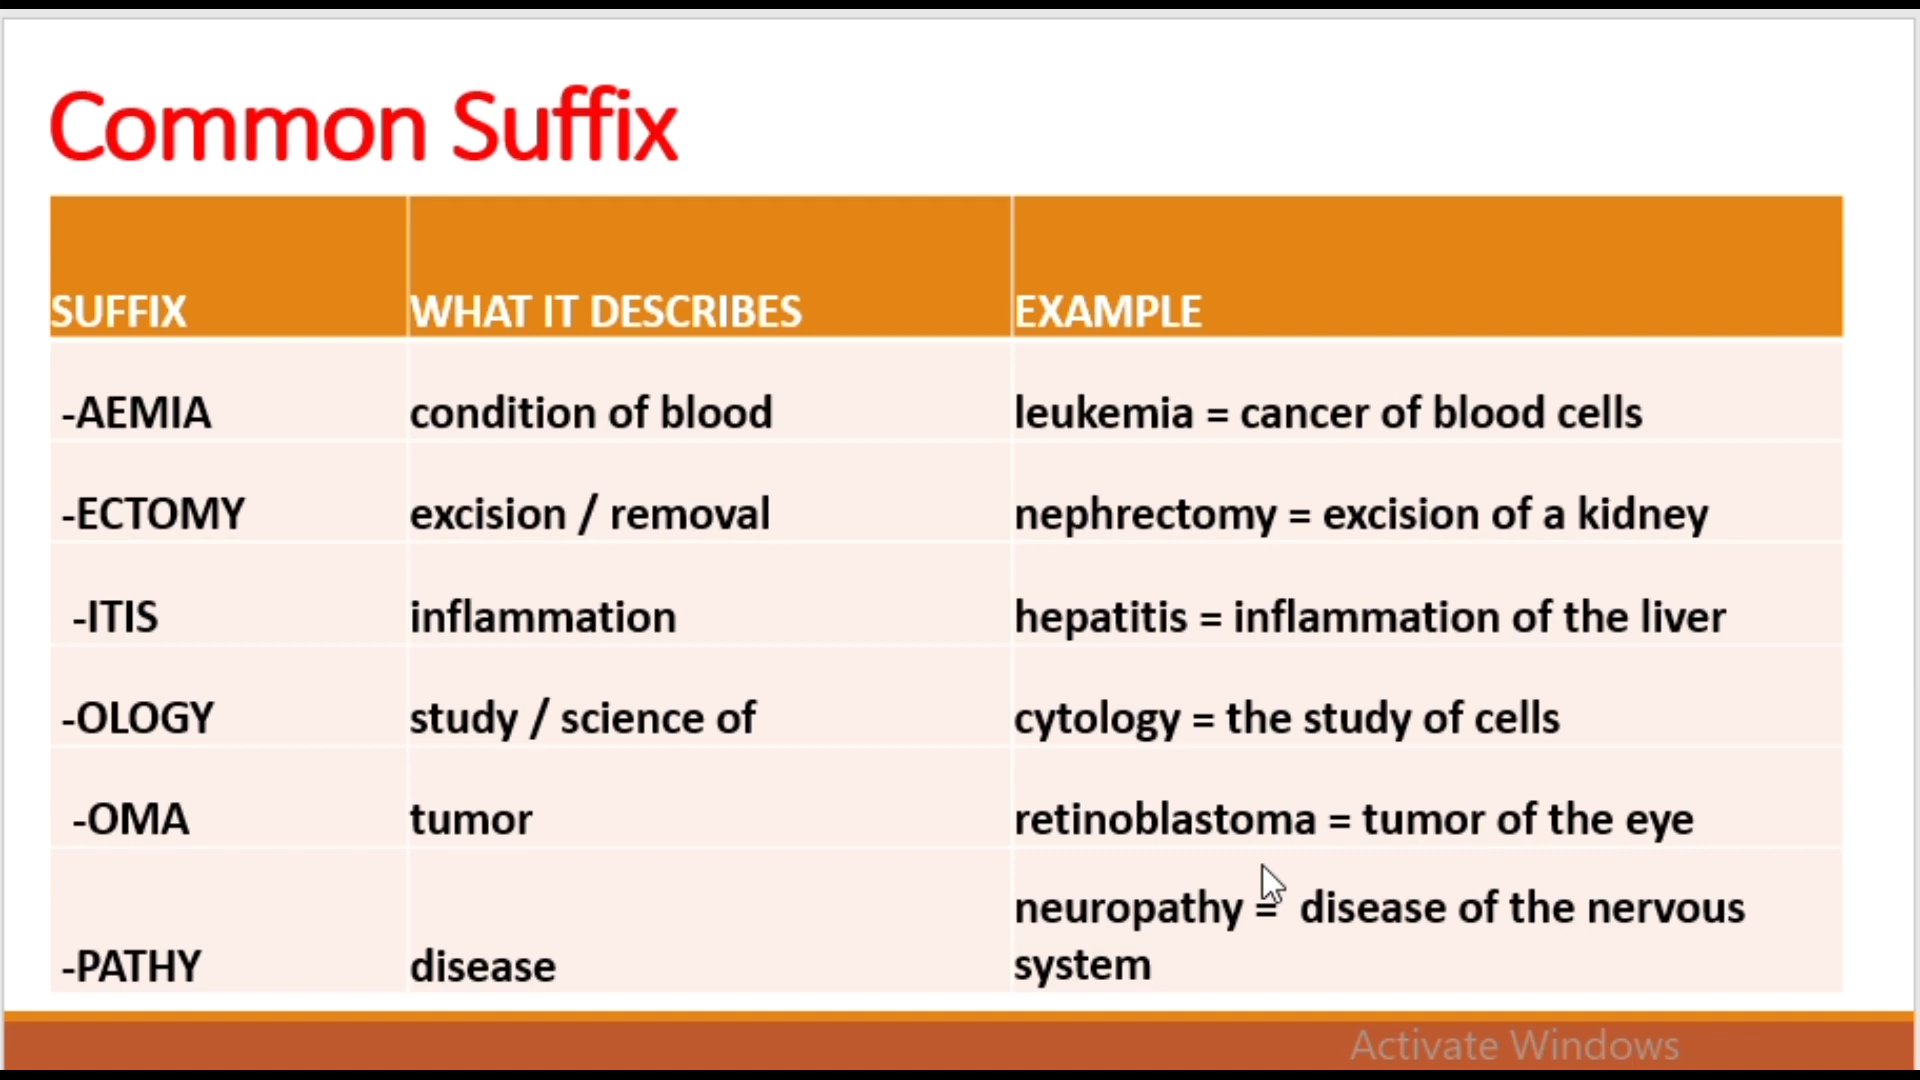 Common Suffix
SUFFIX WHAT IT DESCRIBES EXAMPLE
-AEMIA condition of blood leukemia = cancer of blood cells
-ECTOMY excision / removal nephrectomy = excision of a kidney
-ITIS inflammation hepatitis = inflammation of the liver
-OLOGY study / science of cytology = the study of cells
-OMA tumor retinoblastoma = tumor of the eye
-PATHY disease neuropathy = disease of the nervous
system
Activate Windows